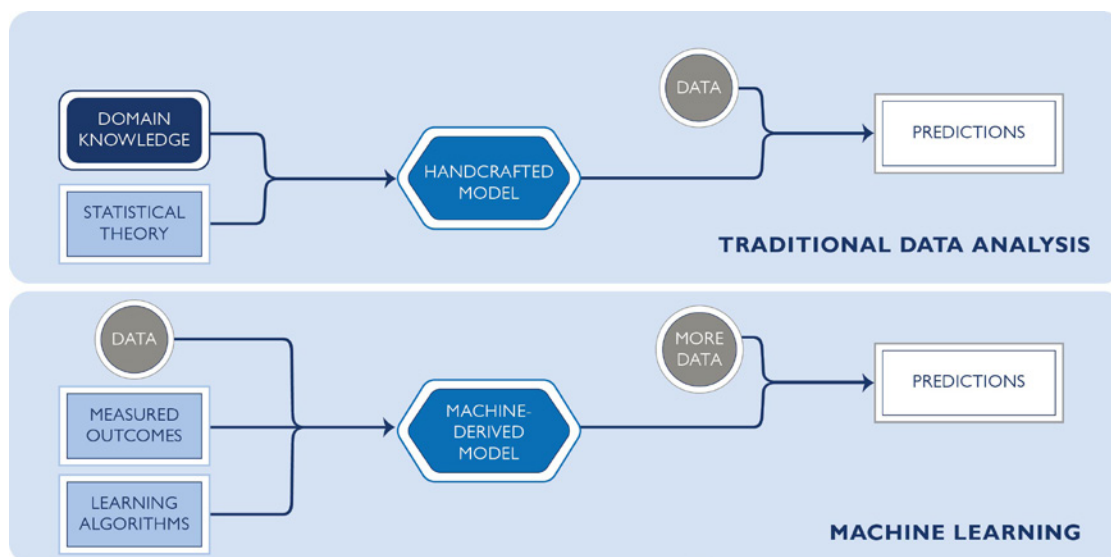 DOMAIN
KNOWLEDGE
STATISTICAL
THEORY
HANDCRAFTED
MODEL
DATA
PREDICTIONS
TRADITIONAL DATA ANALYSIS
DATA
MEASURED
OUTCOMES
LEARNING
ALGORITHMS
MACHINE-
DERIVED
MODEL
MORE
DATA
PREDICTIONS
MACHINE LEARNING